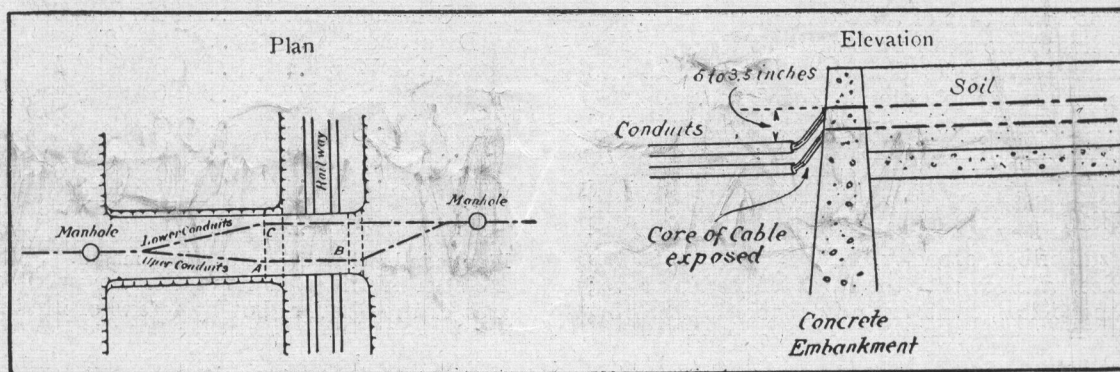 Plan
Railway
Manhole
Lower Conduits
C
Manhole
Upper Conduits
A
B
Elevation
6 to 3.5 inches
Soil
Conduits
Core of Cable
exposed
Concrete
Embankment